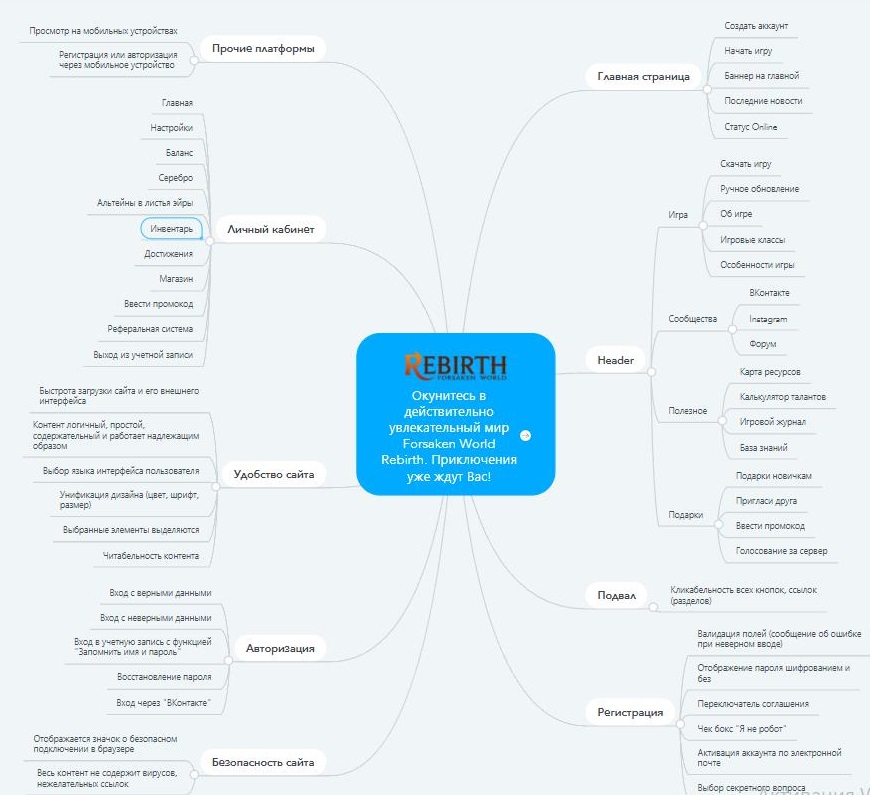 Просмотр на мобильных устройствах
Регистрация или авторизация
через мобильное устройство
Прочие платформы
Главная
Настройки
Баланс
Серебро
Альтейны в листья эйры
Инвентарь
Достижения
Магазин
Ввести промокод
Реферальная система
Выход из учетной записи
Личный кабинет
Быстрота загрузки сайта и его внешнего
интерфейса
Контент логичный, простой,
содержательный и работает надлежащим
образом
Выбор языка интерфейса пользователя
Унификация дизайна (цвет, шрифт,
размер)
Выбранные элементы выделяются
Читабельность контента
Удобство сайта
Вход с верными данными
Вход с неверными данными
Вход в учетную запись с функцией
"Запомнить имя и пароль"
Восстановление пароля
Вход через "ВКонтакте"
Авторизация
Отображается значок о безопасном
подключении в браузере
Весь контент не содержит вирусов,
нежелательных ссылок
Безопасность сайта
REBIRTH
FORSAKEN WORLD
Окунитесь в
действительно
увлекательный мир
Forsaken World
Rebirth. Приключения
уже ждут Вас!
Главная страница
Создать аккаунт
Начать игру
Баннер на главной
Последние новости
Статус Online
Header
Игра
Скачать игру
Ручное обновление
Об игре
Игровые классы
Особенности игры
Сообщества
ВКонтакте
Instagram
Форум
Полезное
Карта ресурсов
Калькулятор талантов
Игровой журнал
База знаний
Подарки
Подарки новичкам
Пригласи друга
Ввести промокод
Голосование за сервер
Подвал
Кликабельность всех кнопок, ссылок
(разделов)
Регистрация
Валидация полей (сообщение об ошибке
при неверном вводе)
Отображение пароля шифрованием и
без
Переключатель соглашения
Чек бокс "Я не робот"
Активация аккаунта по электронной
почте
Выбор секретного вопроса